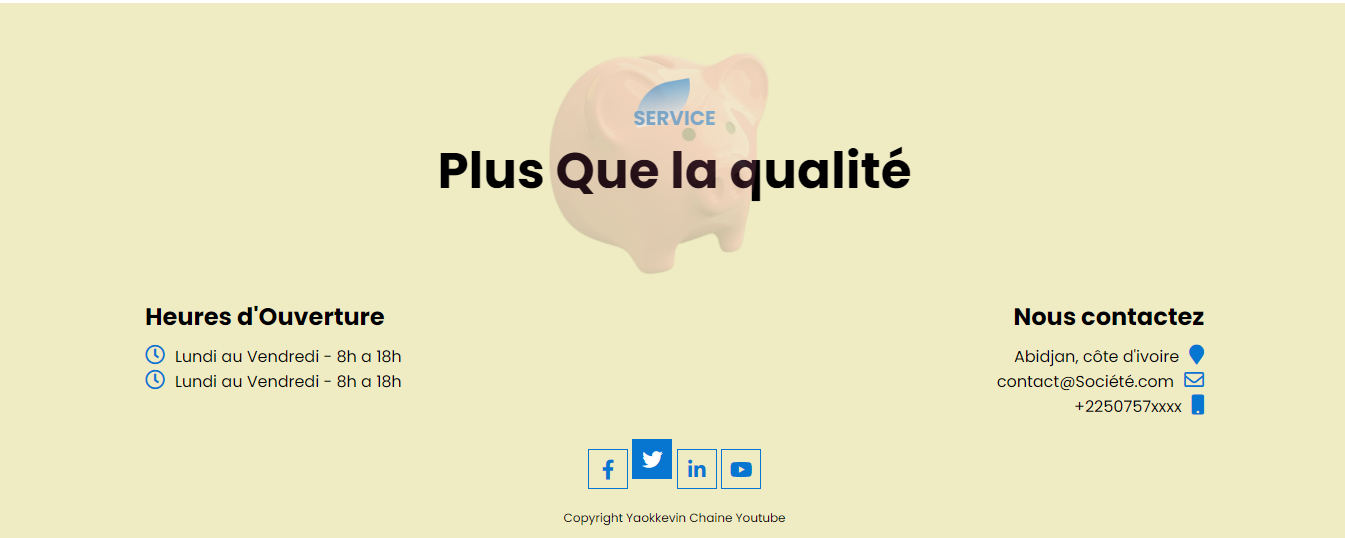 SERVICE
Plus Que la qualité
Heures d'Ouverture
Lundi au Vendredi - 8h a 18h
Lundi au Vendredi - 8h a 18h
Nous contactez
Abidjan, côte d'ivoire
contact@Société.com
+2250757xxxx
Copyright Yaokkevin Chaine Youtube